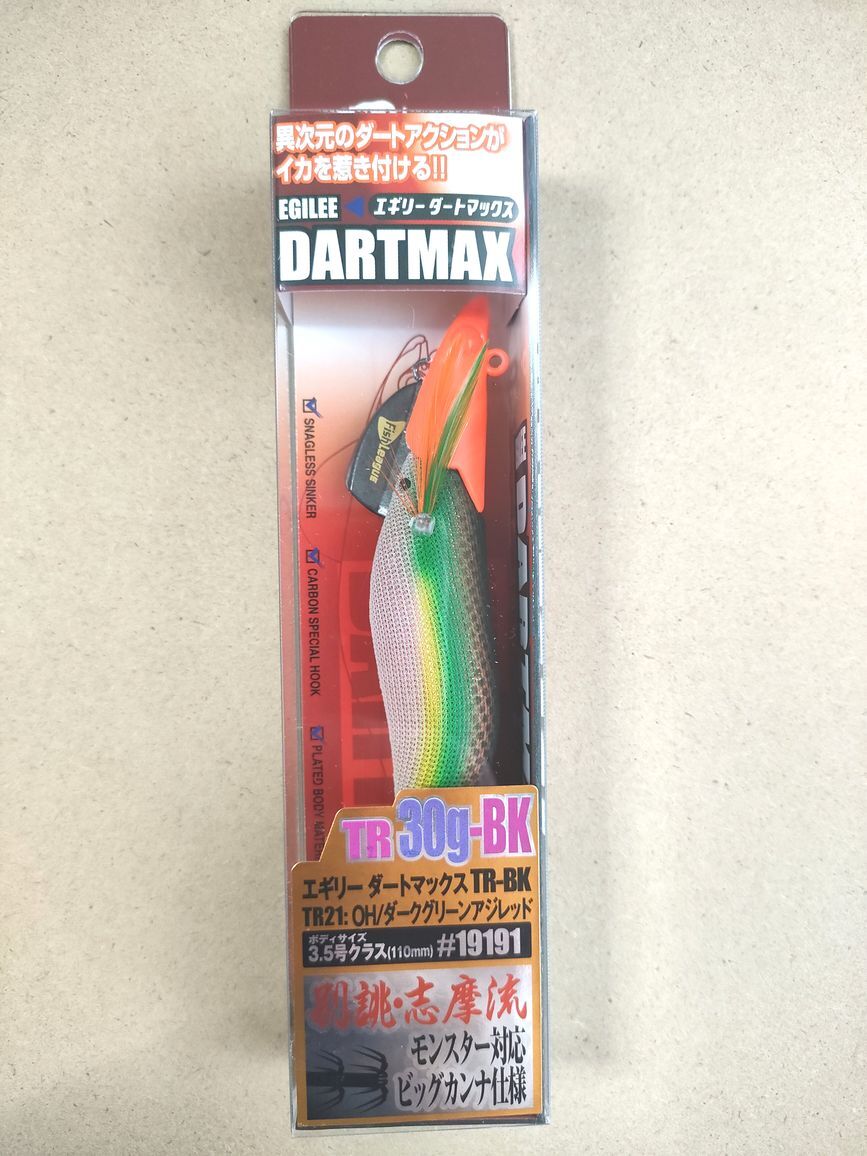 異次元のダートアクションが
イカを惹き付ける!!
EGILEE エギリー ダートマックス
DARTMAX
FishLeague
SNAGLESS SINKER
CARBON SPECIAL HOOK
PLATED BODY
TR 30g-BK
エギリー ダートマックス TR-BK
TR21: OH/ダークグリーンアジレッド
ボディサイズ
3.5号クラス(110mm) #19191
別誂・志摩流
モンスター対応
ビッグカンナ仕様